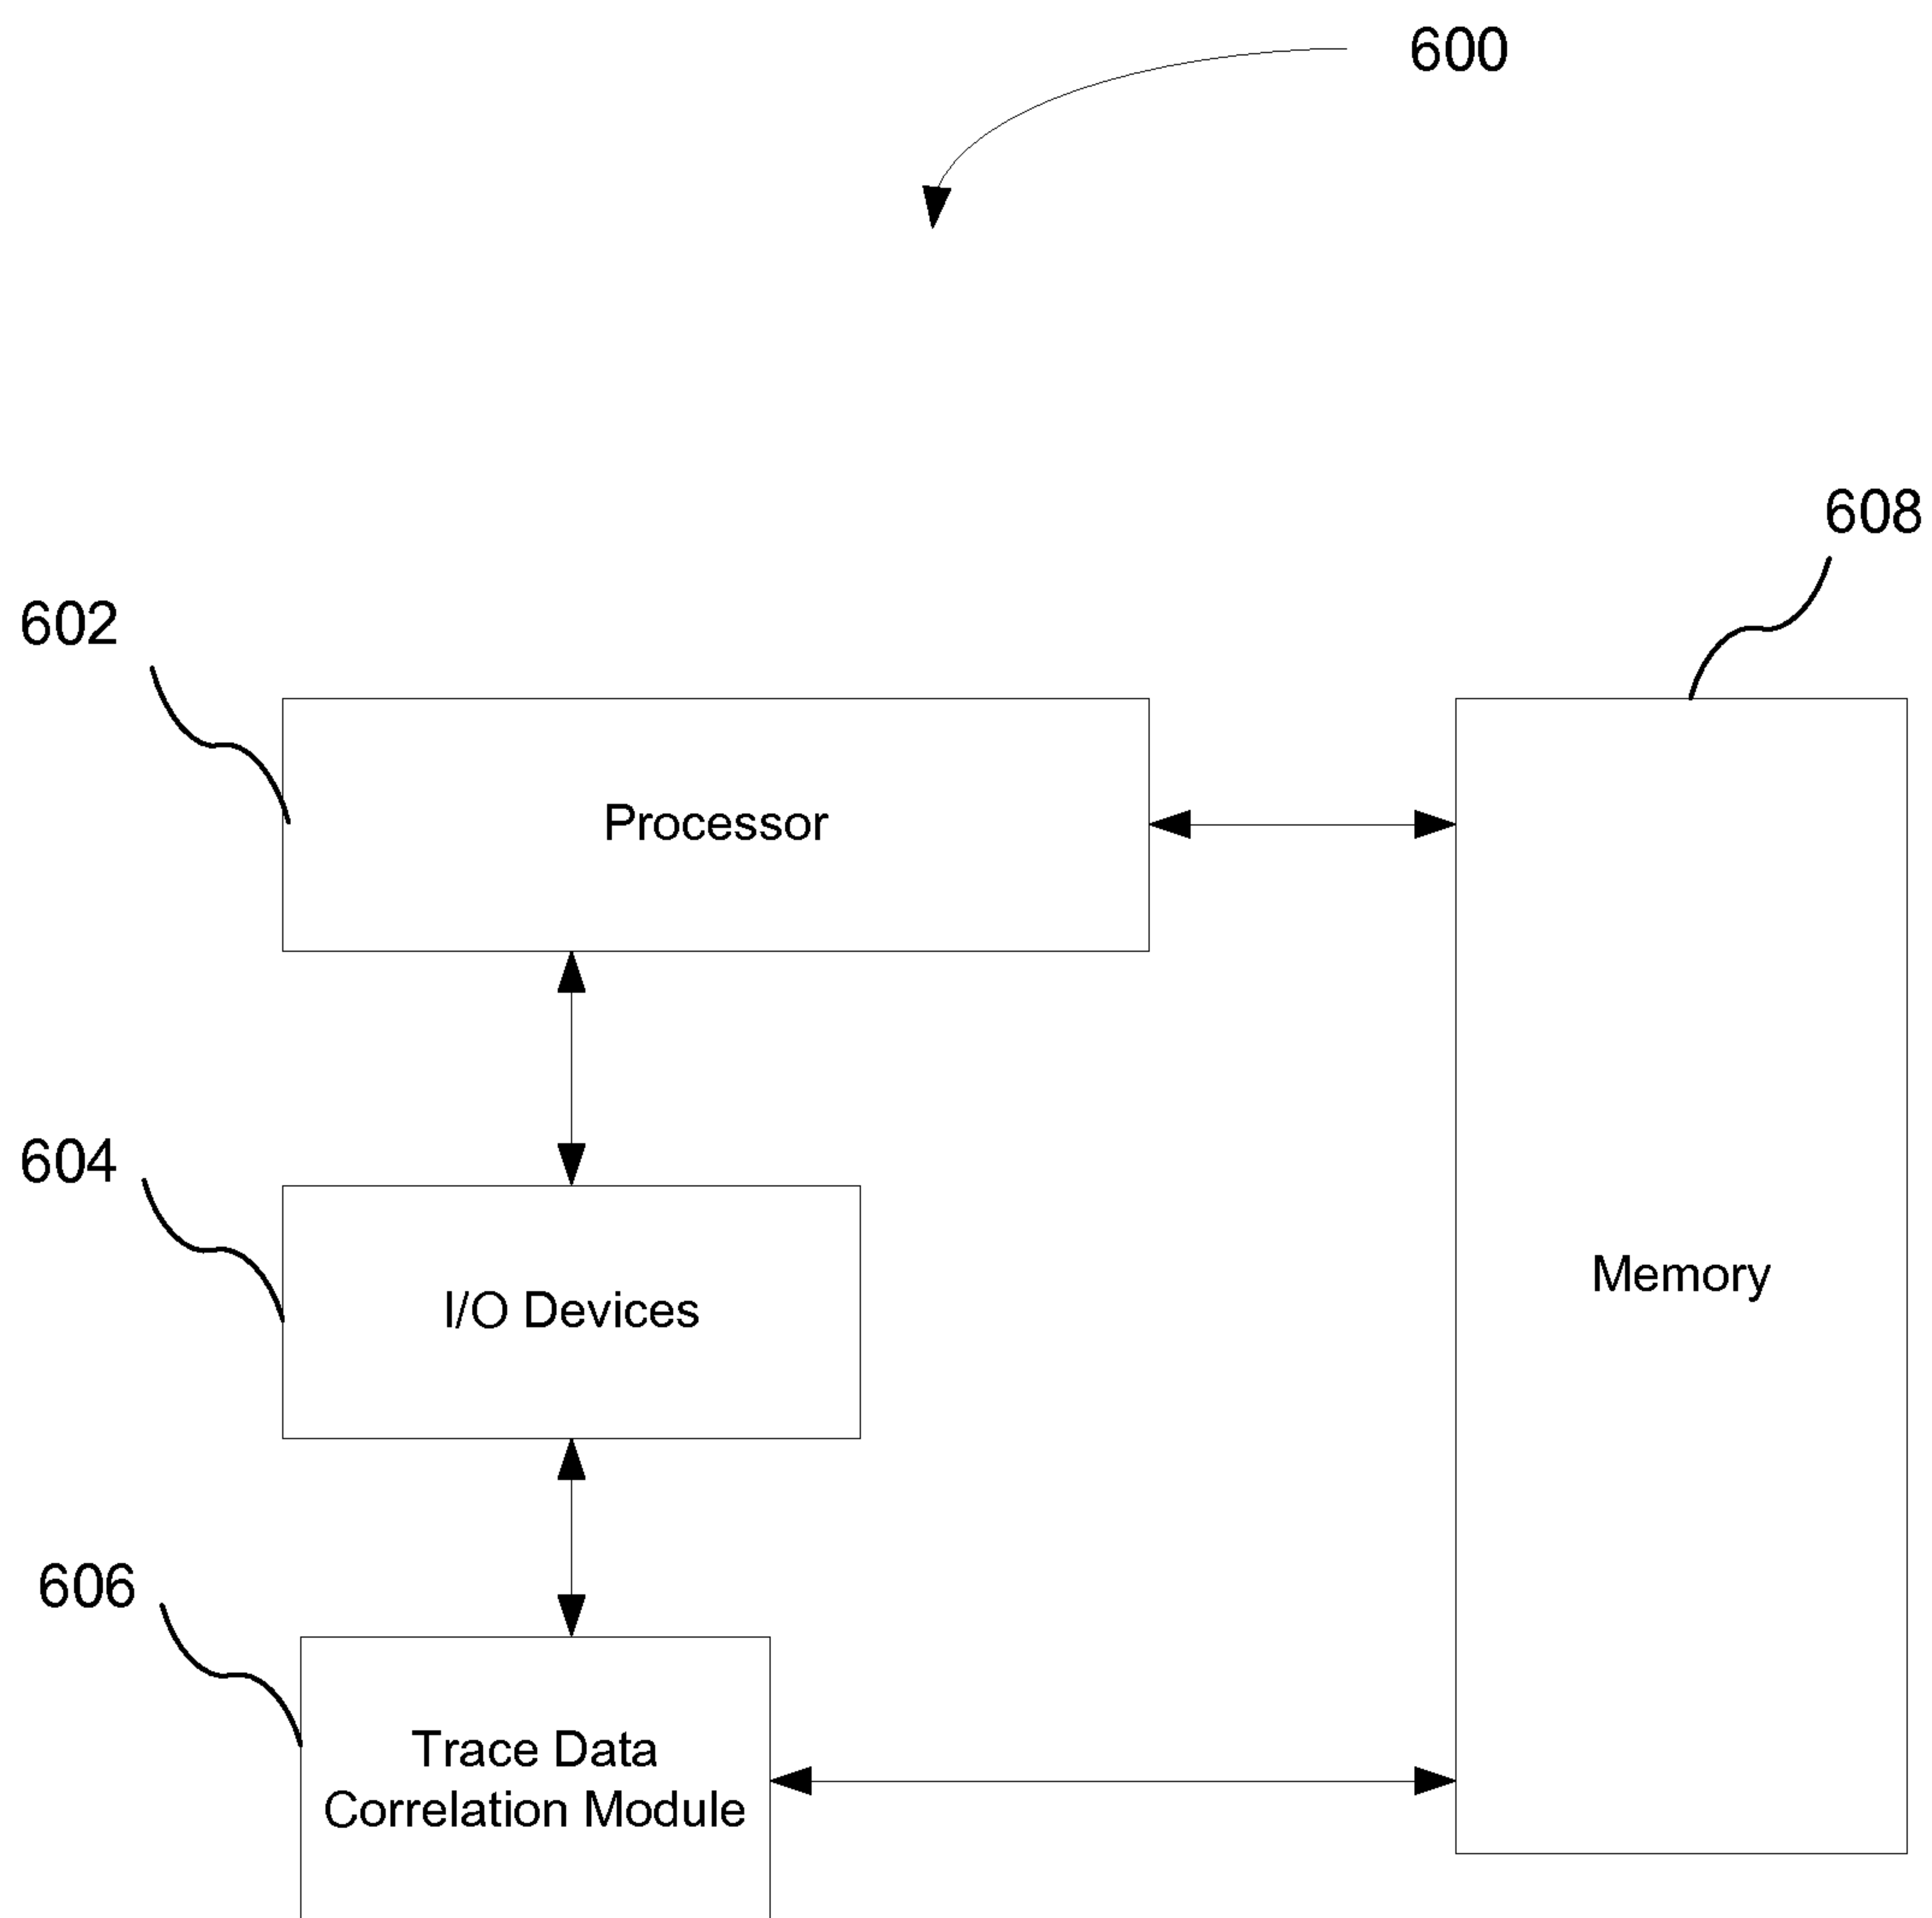 600
608
602
Processor
604
I/O Devices
Memory
606
Trace Data
Correlation Module